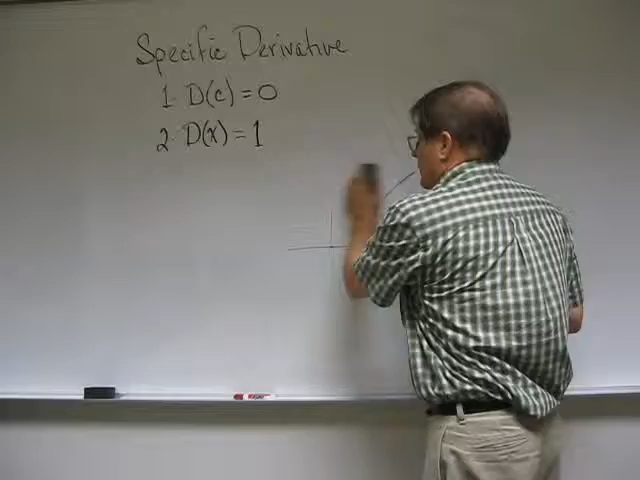 Specific Derivative
1 D(c) = 0
2 D(x) = 1